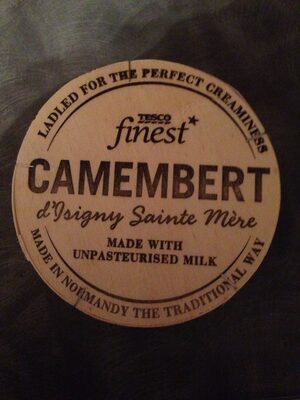 LADLED FOR THE PERFECT CREAMINESS
TESCO
finest*
CAMEMBERT
d'Isigny Sainte Mère
MADE WITH
UNPASTEURISED MILK
MADE IN NORMANDY THE TRADITIONAL WAY